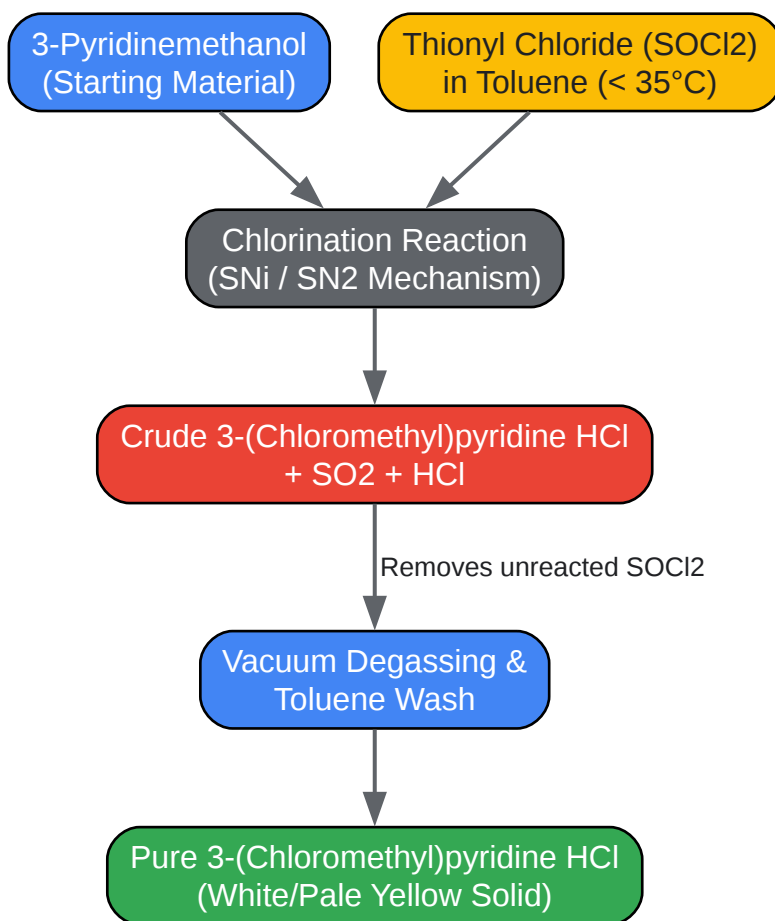 3-Pyridinemethanol
(Starting Material)
Thionyl Chloride (SOCl2)
in Toluene (< 35°C)
Chlorination Reaction
(SNi / SN2 Mechanism)
Crude 3-(Chloromethyl)pyridine HCl
+ SO2 + HCl
Removes unreacted SOCl2
Vacuum Degassing &
Toluene Wash
Pure 3-(Chloromethyl)pyridine HCl
(White/Pale Yellow Solid)